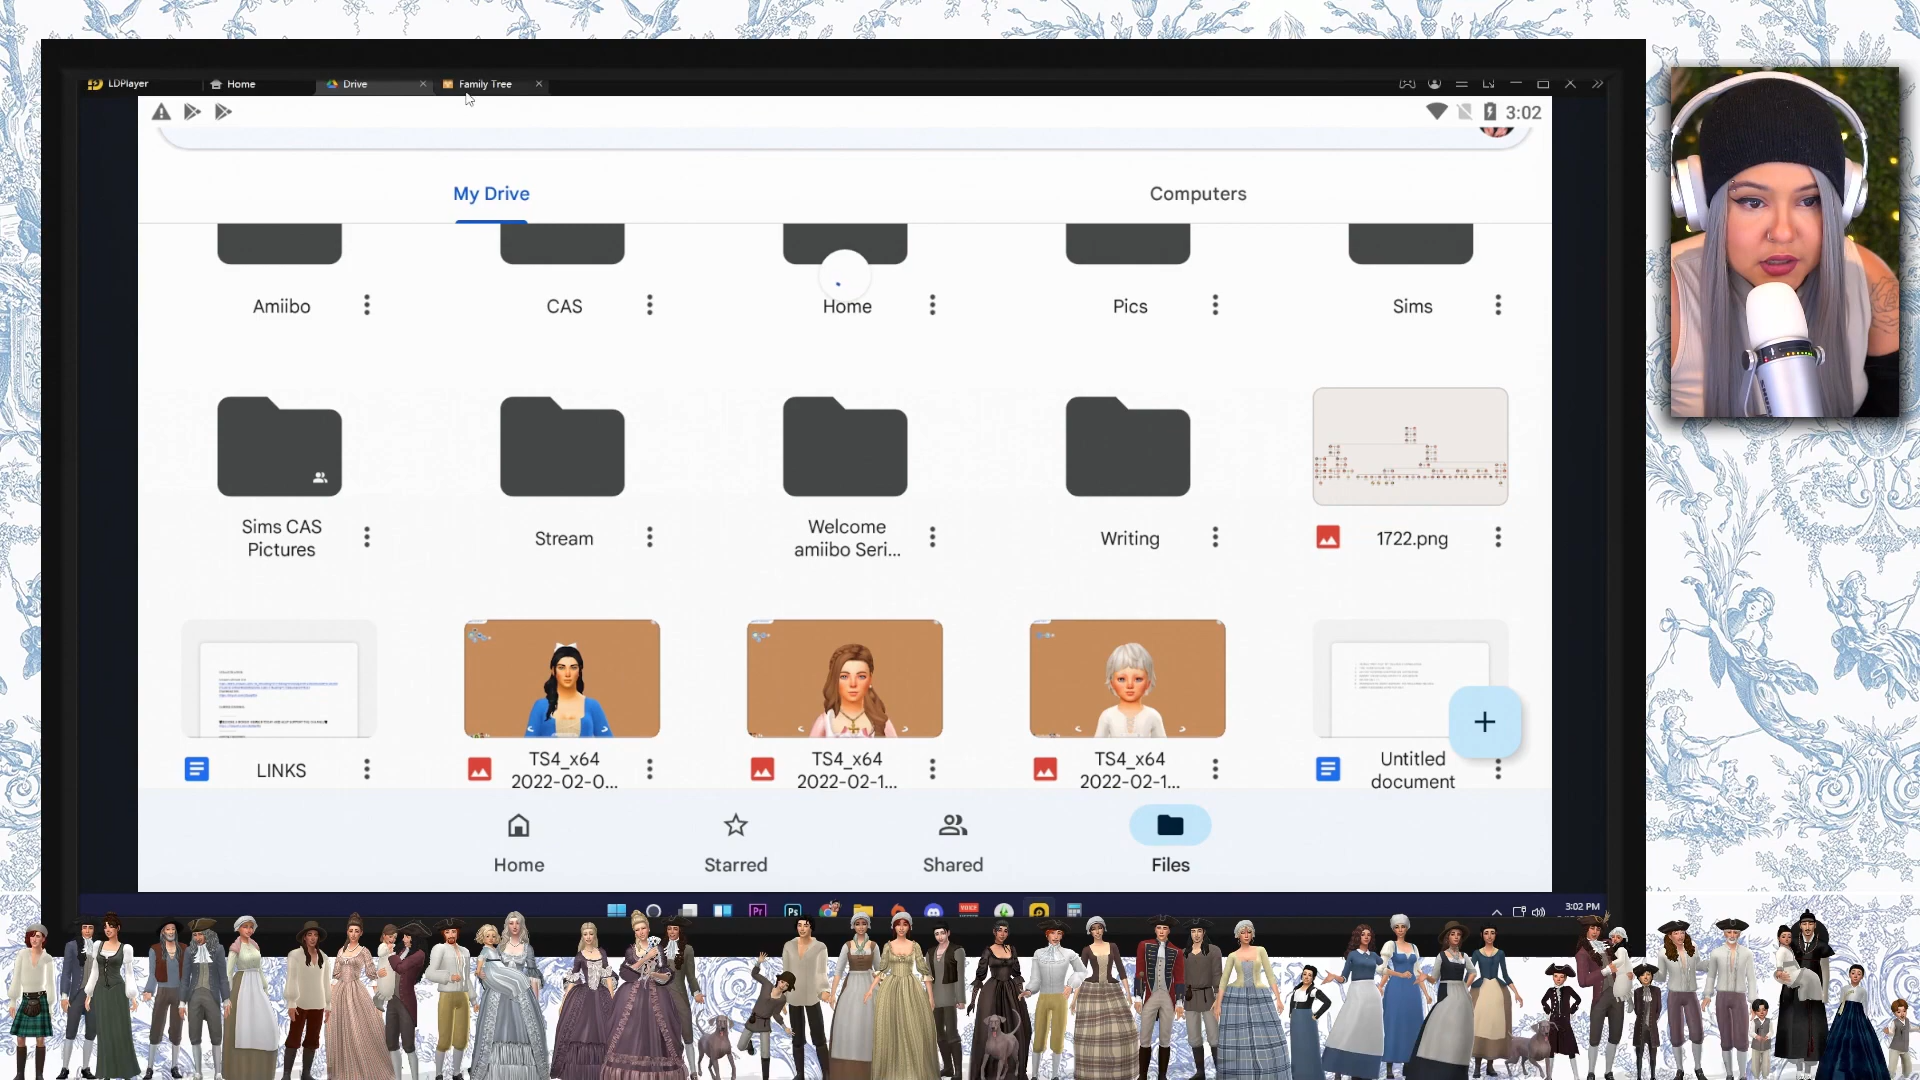 LDPlayer
Home
Drive
Family Tree
3:02
My Drive
Computers
Amiibo
CAS
Home
Pics
Sims
Sims CAS
Pictures
Stream
Welcome
amiibo Seri...
Writing
1722.png
LINKS
TS4_x64
2022-02-0...
TS4_x64
2022-02-1...
TS4_x64
2022-02-1...
Untitled
document
Home
Starred
Shared
Files
Pr
Ps
3:02 PM